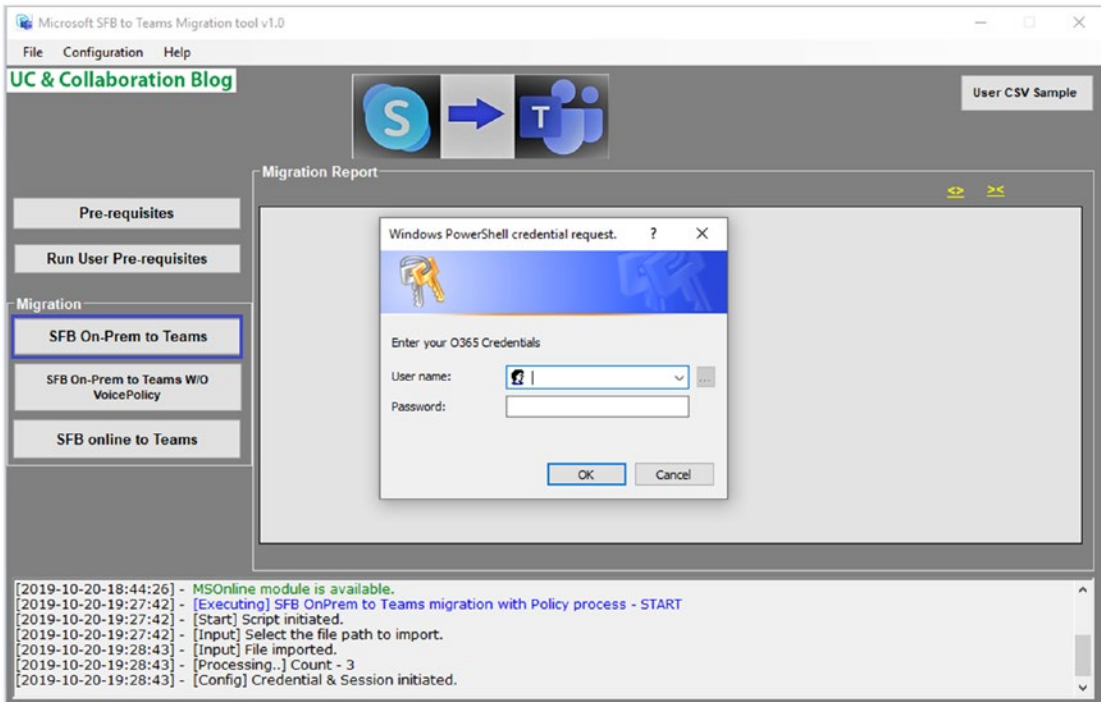 Microsoft SFB to Teams Migration tool v1.0
File Configuration Help
UC & Collaboration Blog
S
T
User CSV Sample
Migration Report
<> ><
Pre-requisites
Run User Pre-requisites
Migration
SFB On-Prem to Teams
SFB On-Prem to Teams W/O
VoicePolicy
SFB online to Teams
Windows PowerShell credential request. ?
Enter your O365 Credentials
User name:
...
Password:
OK Cancel
[2019-10-20-18:44:26] - MSOnline module is available.
[2019-10-20-19:27:42] - [Executing] SFB OnPrem to Teams migration with Policy process - START
[2019-10-20-19:27:42] - [Start] Script initiated.
[2019-10-20-19:27:42] - [Input] Select the file path to import.
[2019-10-20-19:28:43] - [Input] File imported.
[2019-10-20-19:28:43] - [Processing..] Count - 3
[2019-10-20-19:28:43] - [Config] Credential & Session initiated.